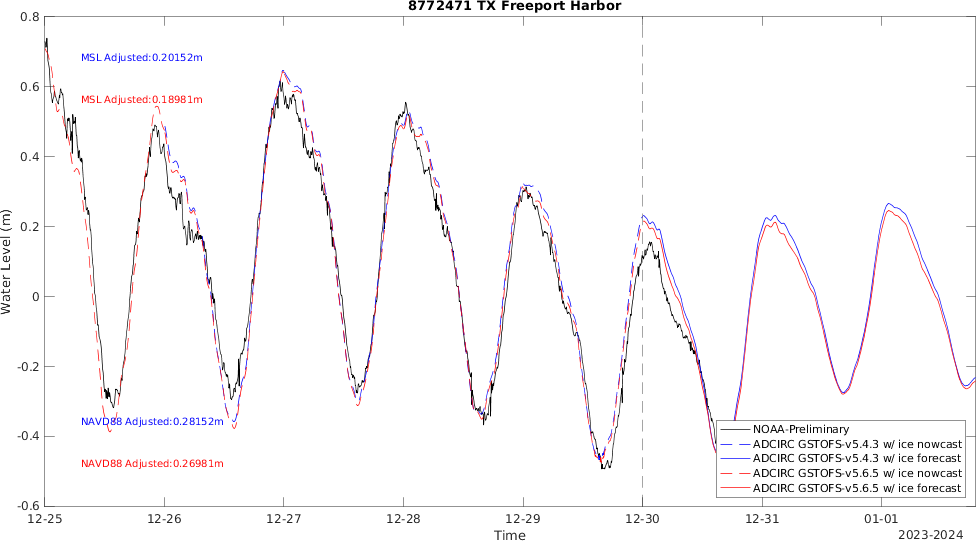 8772471 TX Freeport Harbor
0.8
MSL Adjusted:0.20152m
0.6
MSL Adjusted:0.18981m
0.4
0.2
Water Level (m)
0
-0.2
NAVD88 Adjusted:0.28152m
-0.4
NAVD88 Adjusted:0.26981m
-0.6
NOAA-Preliminary
ADCIRC GSTOFS-v5.4.3 w/ ice nowcast
ADCIRC GSTOFS-v5.4.3 w/ ice forecast
ADCIRC GSTOFS-v5.6.5 w/ ice nowcast
ADCIRC GSTOFS-v5.6.5 w/ ice forecast
12-25 12-26 12-27 12-28 12-29 12-30 12-31 01-01
Time
2023-2024